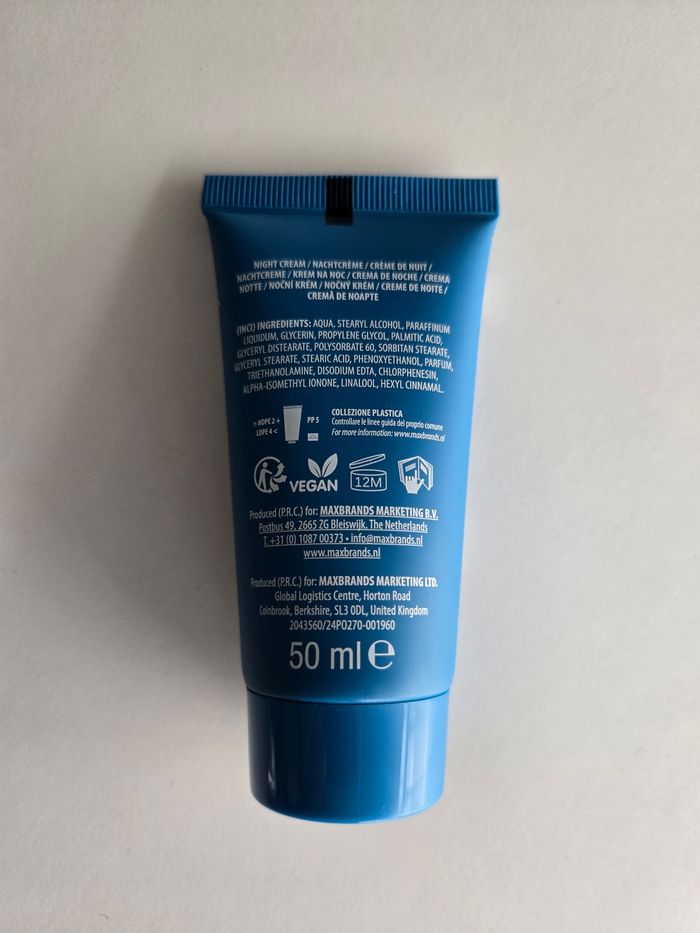 NIGHT CREAM / NACHTCRÈME / CRÈME DE NUIT /
NACHTCREME / KREM NA NOC / CREMA DE NOCHE / CREMA
NOTTE / NOČNÍ KRÉM / NOČNÝ KRÉM / CREME DE NOITE /
CREMĂ DE NOAPTE
(INCI) INGREDIENTS: AQUA, STEARYL ALCOHOL, PARAFFINUM
LIQUIDUM, GLYCERIN, PROPYLENE GLYCOL, PALMITIC ACID,
GLYCERYL DISTEARATE, POLYSORBATE 60, SORBITAN STEARATE,
GLYCERYL STEARATE, STEARIC ACID, PHENOXYETHANOL, PARFUM,
TRIETHANOLAMINE, DISODIUM EDTA, CHLORPHENESIN,
ALPHA-ISOMETHYL IONONE, LINALOOL, HEXYL CINNAMAL.
> HDPE 2 +
LDPE 4 <
PP 5
COLLEZIONE PLASTICA
Controllare le linee guida del proprio comune
For more information: www.maxbrands.nl
VEGAN
12M
Produced (P.R.C.) for: MAXBRANDS MARKETING B.V.
Postbus 49, 2665 ZG Bleiswijk. The Netherlands
T. +31 (0) 1087 00373 • info@maxbrands.nl
www.maxbrands.nl
Produced (P.R.C.) for: MAXBRANDS MARKETING LTD.
Global Logistics Centre, Horton Road
Colnbrook, Berkshire, SL3 0DL, United Kingdom
2043560/24PO270-001960
50 ml e